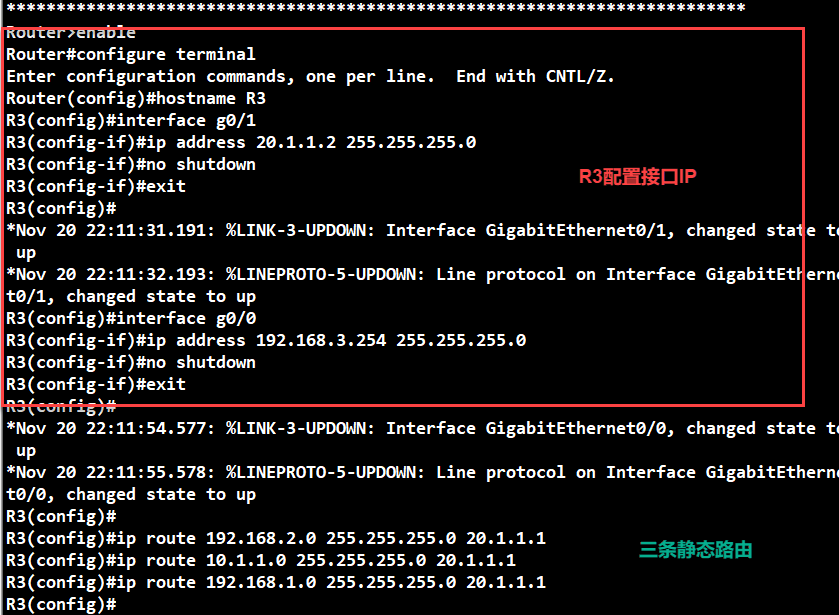 **************************************************************************
Router>enable
Router#configure terminal
Enter configuration commands, one per line.  End with CNTL/Z.
Router(config)#hostname R3
R3(config)#interface g0/1
R3(config-if)#ip address 20.1.1.2 255.255.255.0
R3(config-if)#no shutdown
R3配置接口IP
R3(config-if)#exit
R3(config)#
*Nov 20 22:11:31.191: %LINK-3-UPDOWN: Interface GigabitEthernet0/1, changed state to
 up
*Nov 20 22:11:32.193: %LINEPROTO-5-UPDOWN: Line protocol on Interface GigabitEtherne
t0/1, changed state to up
R3(config)#interface g0/0
R3(config-if)#ip address 192.168.3.254 255.255.255.0
R3(config-if)#no shutdown
R3(config-if)#exit
R3(config)#
*Nov 20 22:11:54.577: %LINK-3-UPDOWN: Interface GigabitEthernet0/0, changed state to
 up
*Nov 20 22:11:55.578: %LINEPROTO-5-UPDOWN: Line protocol on Interface GigabitEtherne
t0/0, changed state to up
R3(config)#
R3(config)#ip route 192.168.2.0 255.255.255.0 20.1.1.1
三条静态路由
R3(config)#ip route 10.1.1.0 255.255.255.0 20.1.1.1
R3(config)#ip route 192.168.1.0 255.255.255.0 20.1.1.1
R3(config)#